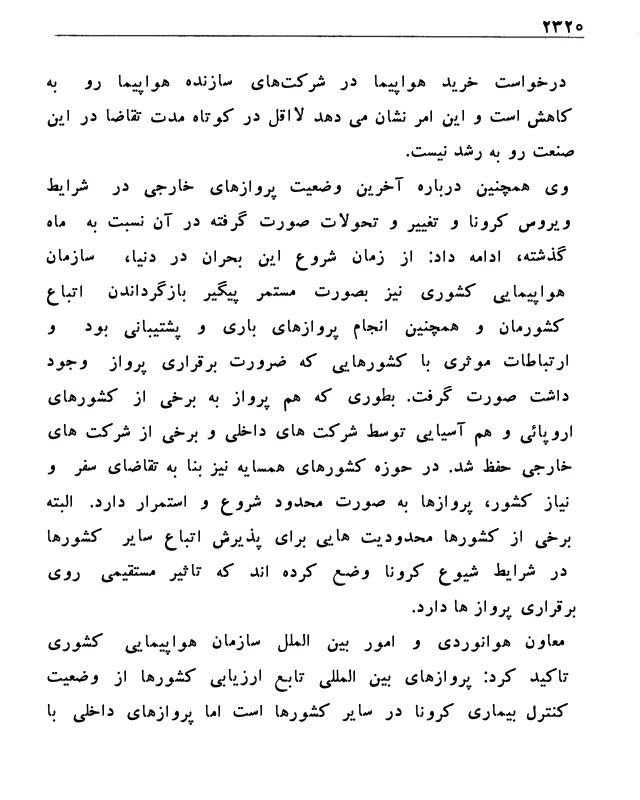 ۲۳۲۰
درخواست خرید هواپیما در شرکت‌های سازنده هواپیما رو به
کاهش است و این امر نشان می دهد لااقل در کوتاه مدت تقاضا در این
صنعت رو به رشد نیست.
وی همچنین درباره آخرین وضعیت پروازهای خارجی در شرایط
ویروس کرونا و تغییر و تحولات صورت گرفته در آن نسبت به ماه
گذشته، ادامه داد: از زمان شروع این بحران در دنیا، سازمان
هواپیمایی کشوری نیز بصورت مستمر پیگیر بازگرداندن اتباع
کشورمان و همچنین انجام پروازهای باری و پشتیبانی بود و
ارتباطات موثری با کشورهایی که ضرورت برقراری پرواز وجود
داشت صورت گرفت. بطوری که هم پرواز به برخی از کشورهای
اروپائی و هم آسیایی توسط شرکت های داخلی و برخی از شرکت های
خارجی حفظ شد. در حوزه کشورهای همسایه نیز بنا به تقاضای سفر و
نیاز کشور، پروازها به صورت محدود شروع و استمرار دارد. البته
برخی از کشورها محدودیت هایی برای پذیرش اتباع سایر کشورها
در شرایط شیوع کرونا وضع کرده اند که تاثیر مستقیمی روی
برقراری پرواز ها دارد.
معاون هوانوردی و امور بین الملل سازمان هواپیمایی کشوری
تاکید کرد: پروازهای بین المللی تابع ارزیابی کشورها از وضعیت
کنترل بیماری کرونا در سایر کشورها است اما پروازهای داخلی با